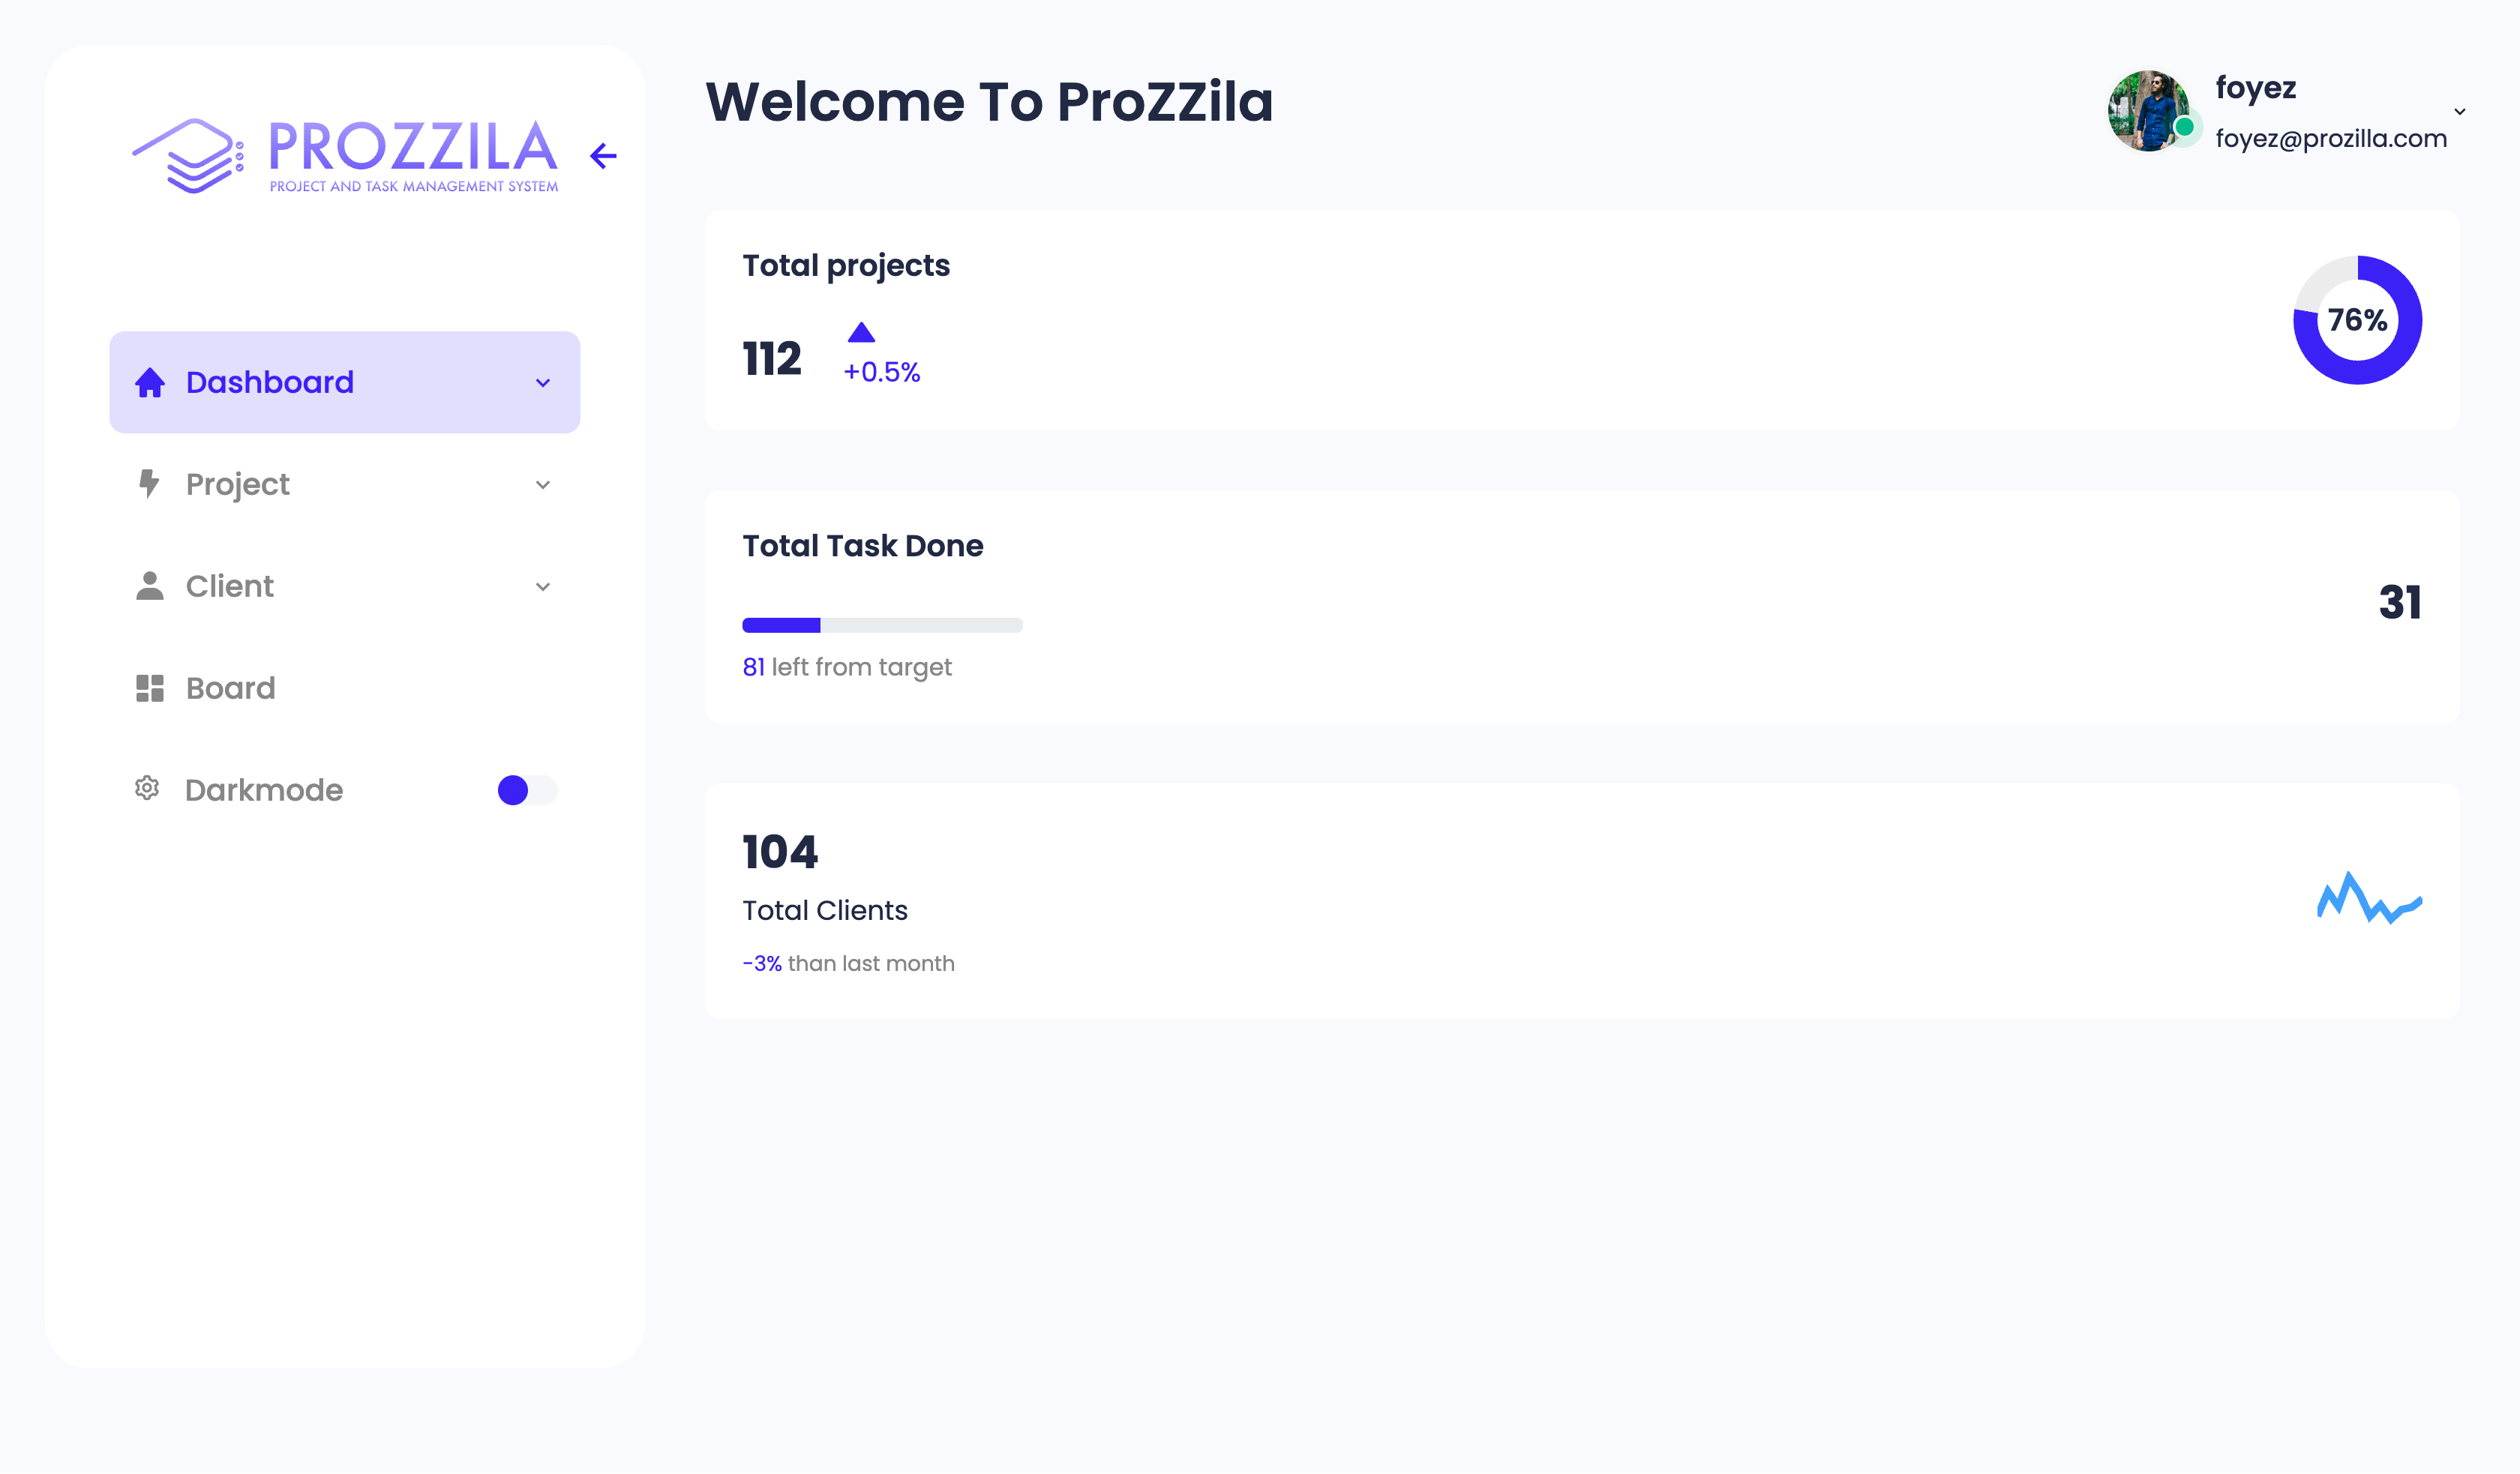 PROZZILA
PROJECT AND TASK MANAGEMENT SYSTEM
Dashboard
Project
Client
Board
Darkmode
Welcome To ProZZila
foyez
foyez@prozilla.com
Total projects
112
+0.5%
76%
Total Task Done
81 left from target
31
104
Total Clients
-3% than last month